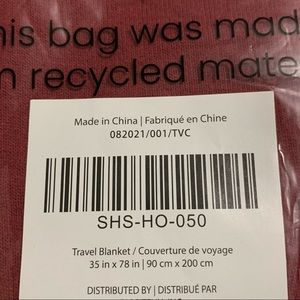 his bag was mad
m recycled mate
Made in China | Fabriqué en Chine
082021/001/TVC
SHS-HO-050
Travel Blanket / Couverture de voyage
35 in x 78 in | 90 cm x 200 cm
DISTRIBUTED BY | DISTRIBUÉ PAR